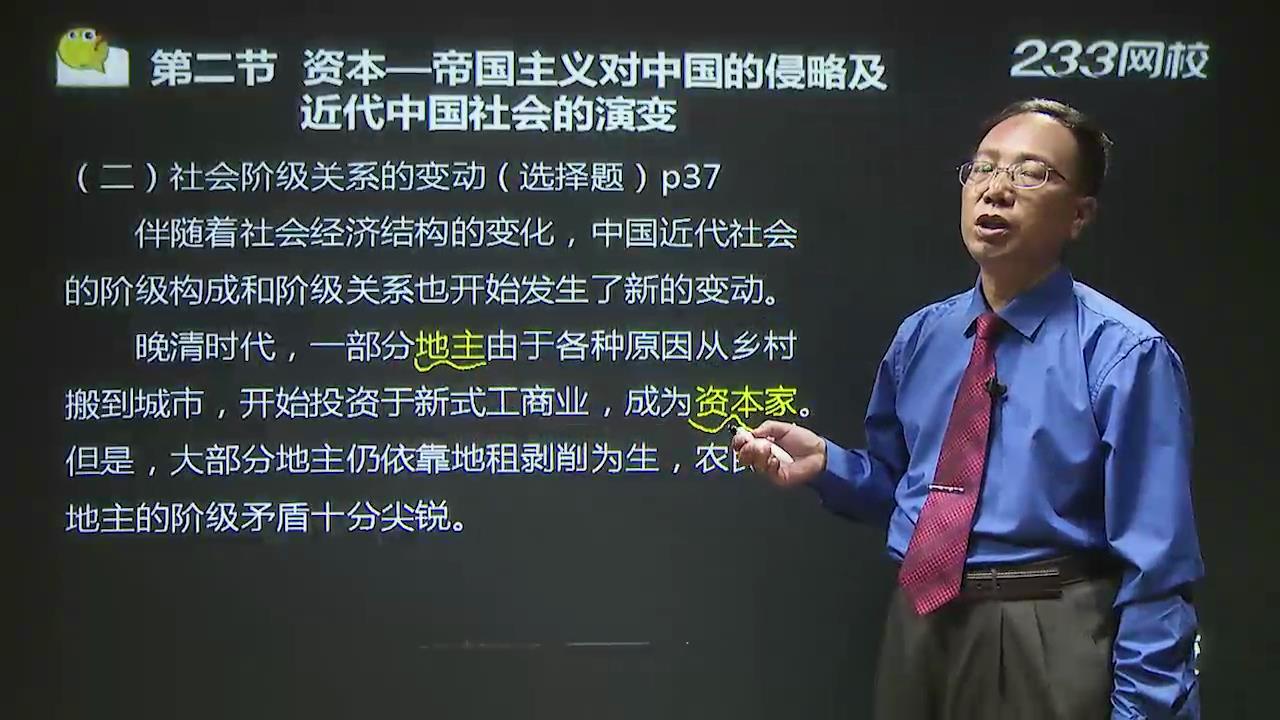 第二节 资本—帝国主义对中国的侵略及
近代中国社会的演变
233网校
（二）社会阶级关系的变动（选择题）p37
伴随着社会经济结构的变化，中国近代社会
的阶级构成和阶级关系也开始发生了新的变动。
晚清时代，一部分地主由于各种原因从乡村
搬到城市，开始投资于新式工商业，成为资本家。
但是，大部分地主仍依靠地租剥削为生，农
地主的阶级矛盾十分尖锐。